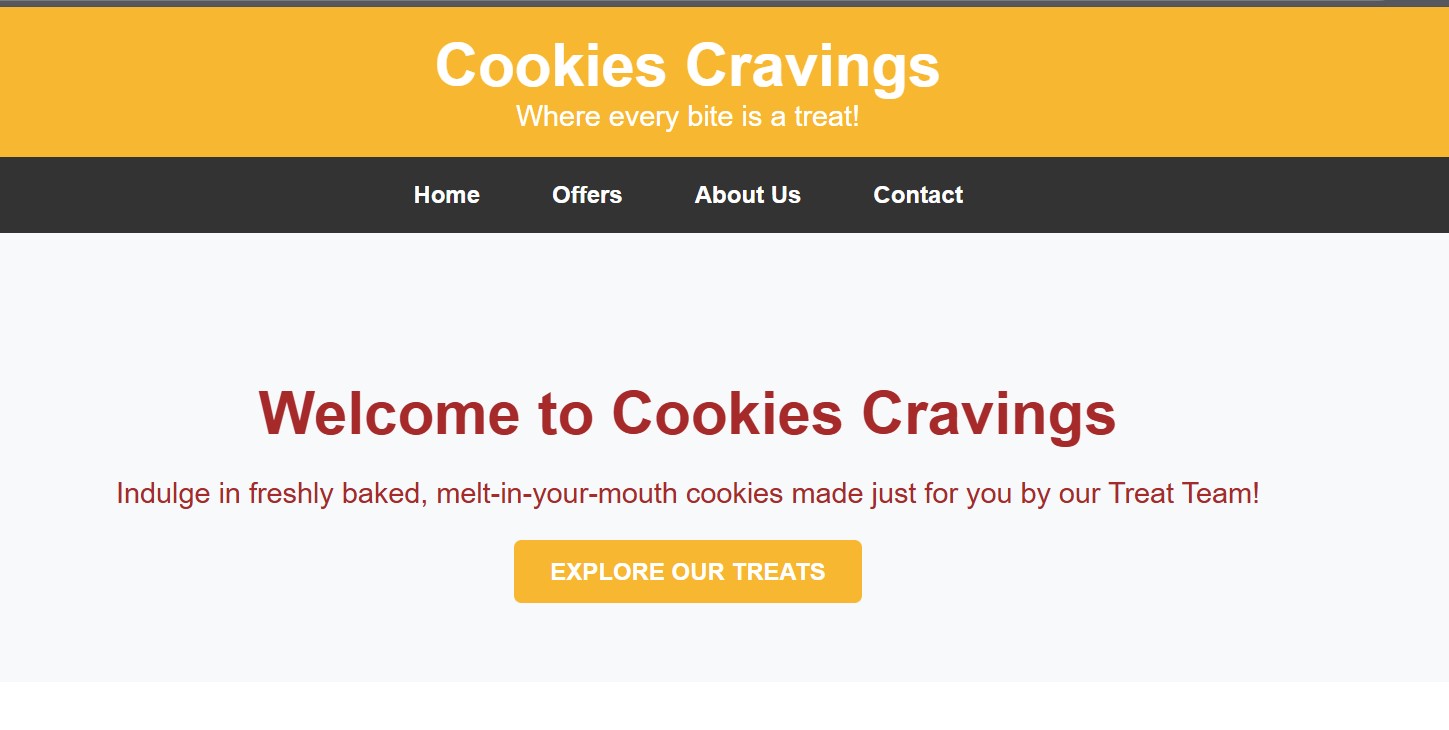 Cookies Cravings
Where every bite is a treat!
Home Offers About Us Contact
Welcome to Cookies Cravings
Indulge in freshly baked, melt-in-your-mouth cookies made just for you by our Treat Team!
EXPLORE OUR TREATS